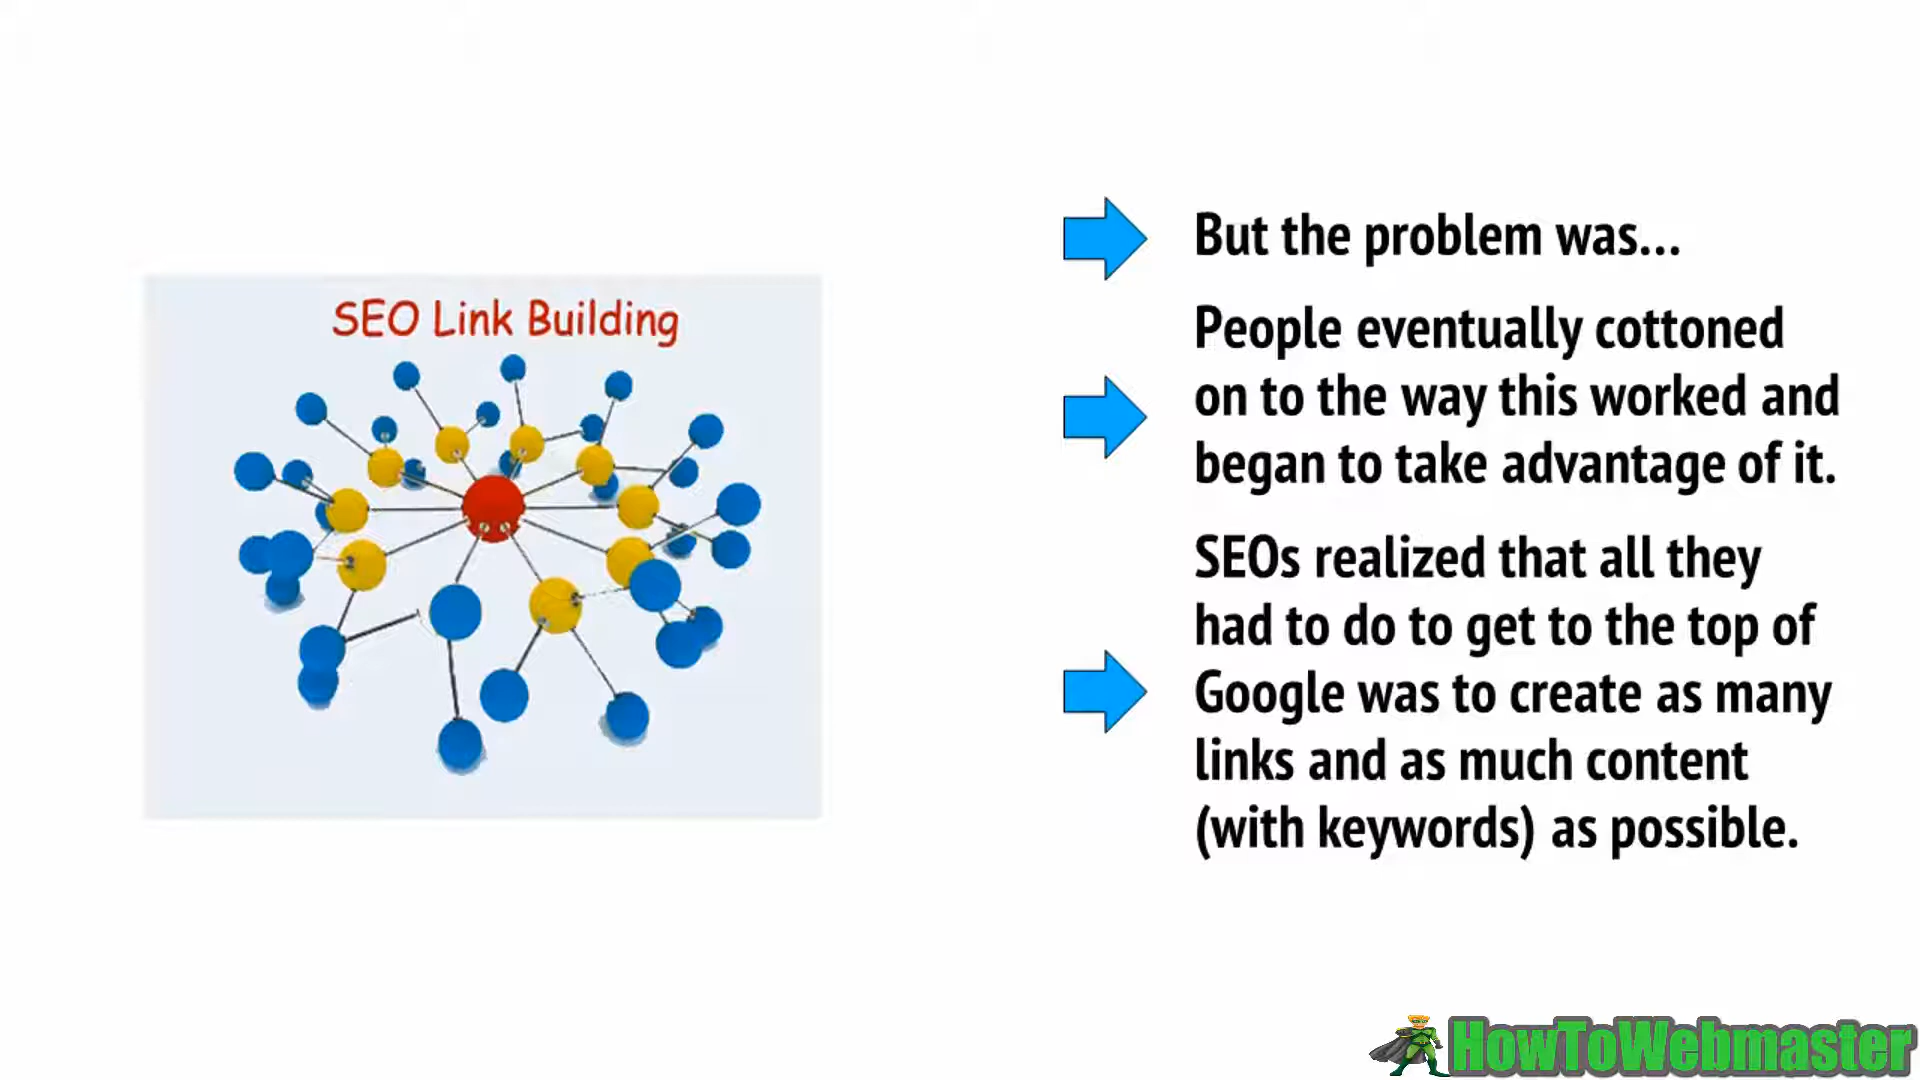 SEO Link Building
But the problem was...
People eventually cottoned
on to the way this worked and
began to take advantage of it.
SEOs realized that all they
had to do to get to the top of
Google was to create as many
links and as much content
(with keywords) as possible.
HowToWebmaster